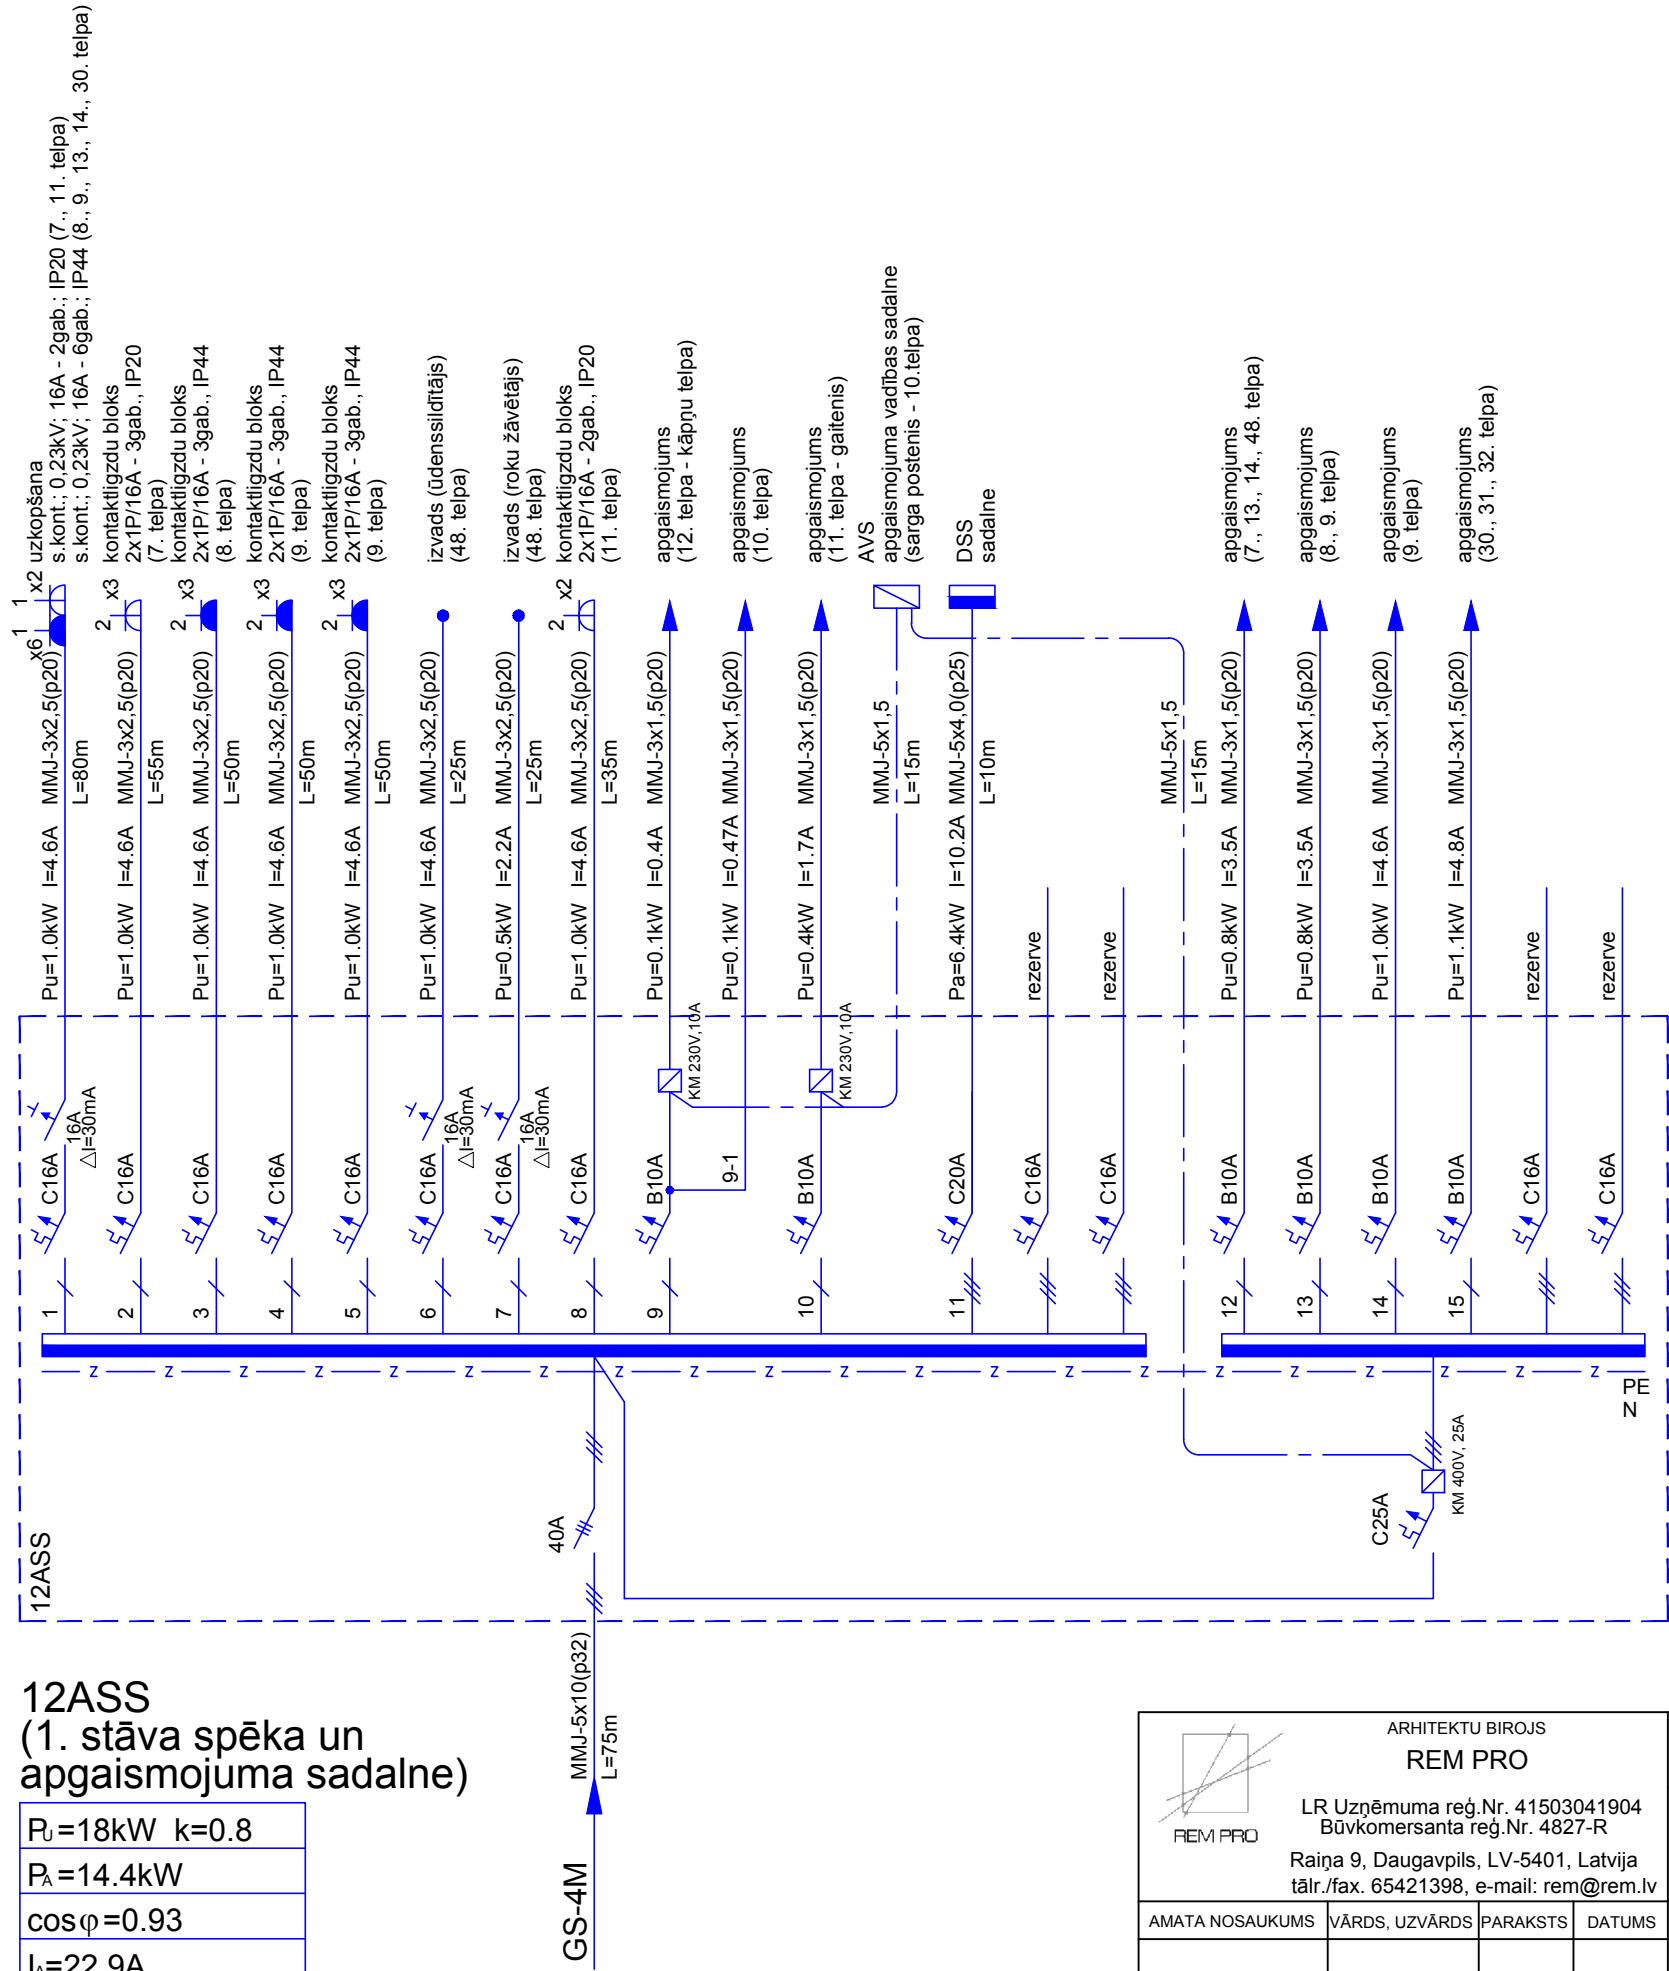 uzkopšana
s.kont.; 0,23kV; 16A - 2gab.; IP20 (7., 11. telpa)
s.kont.; 0,23kV; 16A - 6gab.; IP44 (8., 9., 13., 14., 30. telpa)
kontaktligzdu bloks
2x1P/16A - 3gab., IP20
(7. telpa)
kontaktligzdu bloks
2x1P/16A - 3gab., IP44
(8. telpa)
kontaktligzdu bloks
2x1P/16A - 3gab., IP44
(9. telpa)
kontaktligzdu bloks
2x1P/16A - 3gab., IP44
(9. telpa)
izvads (ūdenssildītājs)
(48. telpa)
izvads (roku žāvētājs)
(48. telpa)
kontaktligzdu bloks
2x1P/16A - 2gab., IP20
(11. telpa)
apgaismojums
(12. telpa - kāpņu telpa)
apgaismojums
(10. telpa)
apgaismojums
(11. telpa - gaitenis)
AVS
apgaismojuma vadības sadalne
(sarga postenis - 10.telpa)
DSS
sadalne
apgaismojums
(7., 13., 14., 48. telpa)
apgaismojums
(8., 9. telpa)
apgaismojums
(9. telpa)
apgaismojums
(30., 31., 32. telpa)
x6 1 1 x2
2 x3
2 x3
2 x3
2 x3
2 x2
Pu=1.0kW I=4.6A MMJ-3x2,5(p20)
L=80m
Pu=1.0kW I=4.6A MMJ-3x2,5(p20)
L=55m
Pu=1.0kW I=4.6A MMJ-3x2,5(p20)
L=50m
Pu=1.0kW I=4.6A MMJ-3x2,5(p20)
L=50m
Pu=1.0kW I=4.6A MMJ-3x2,5(p20)
L=50m
Pu=1.0kW I=4.6A MMJ-3x2,5(p20)
L=25m
Pu=0.5kW I=2.2A MMJ-3x2,5(p20)
L=25m
Pu=1.0kW I=4.6A MMJ-3x2,5(p20)
L=35m
Pu=0.1kW I=0.4A MMJ-3x1,5(p20)
Pu=0.1kW I=0.47A MMJ-3x1,5(p20)
Pu=0.4kW I=1.7A MMJ-3x1,5(p20)
MMJ-5x1,5
L=15m
Pa=6.4kW I=10.2A MMJ-5x4,0(p25)
L=10m
rezerve
rezerve
MMJ-5x1,5
L=15m
Pu=0.8kW I=3.5A MMJ-3x1,5(p20)
Pu=0.8kW I=3.5A MMJ-3x1,5(p20)
Pu=1.0kW I=4.6A MMJ-3x1,5(p20)
Pu=1.1kW I=4.8A MMJ-3x1,5(p20)
rezerve
rezerve
1 C16A 16A
△I=30mA
2 C16A
3 C16A
4 C16A
5 C16A
6 C16A 16A
△I=30mA
7 C16A 16A
△I=30mA
8 C16A
9 B10A KM 230V,10A
9-1
10 B10A KM 230V,10A
11 C20A
C16A
C16A
12 B10A
13 B10A
14 B10A
15 B10A
C16A
C16A
z z z z z z z z z z z z z z z z z z z z z
PE
N
12ASS
40A
C25A
KM 400V, 25A
MMJ-5x10(p32)
L=75m
GS-4M
12ASS
(1. stāva spēka un
apgaismojuma sadalne)
PU=18kW k=0.8
PA=14.4kW
cosφ=0.93
IA=22.9A
REM PRO
ARHITEKTU BIROJS
REM PRO
LR Uzņēmuma reģ.Nr. 41503041904
Būvkomersanta reģ.Nr. 4827-R
Raiņa 9, Daugavpils, LV-5401, Latvija
tālr./fax. 65421398, e-mail: rem@rem.lv
AMATA NOSAUKUMS VĀRDS, UZVĀRDS PARAKSTS DATUMS